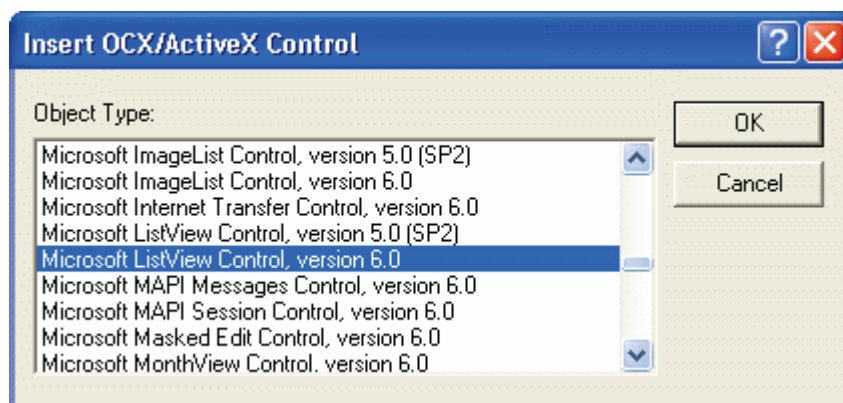 Insert OCX/ActiveX Control
Object Type:
Microsoft ImageList Control, version 5.0 (SP2)
Microsoft ImageList Control, version 6.0
Microsoft Internet Transfer Control, version 6.0
Microsoft ListView Control, version 5.0 (SP2)
Microsoft ListView Control, version 6.0
Microsoft MAPI Messages Control, version 6.0
Microsoft MAPI Session Control, version 6.0
Microsoft Masked Edit Control, version 6.0
Microsoft MonthView Control, version 6.0
OK
Cancel